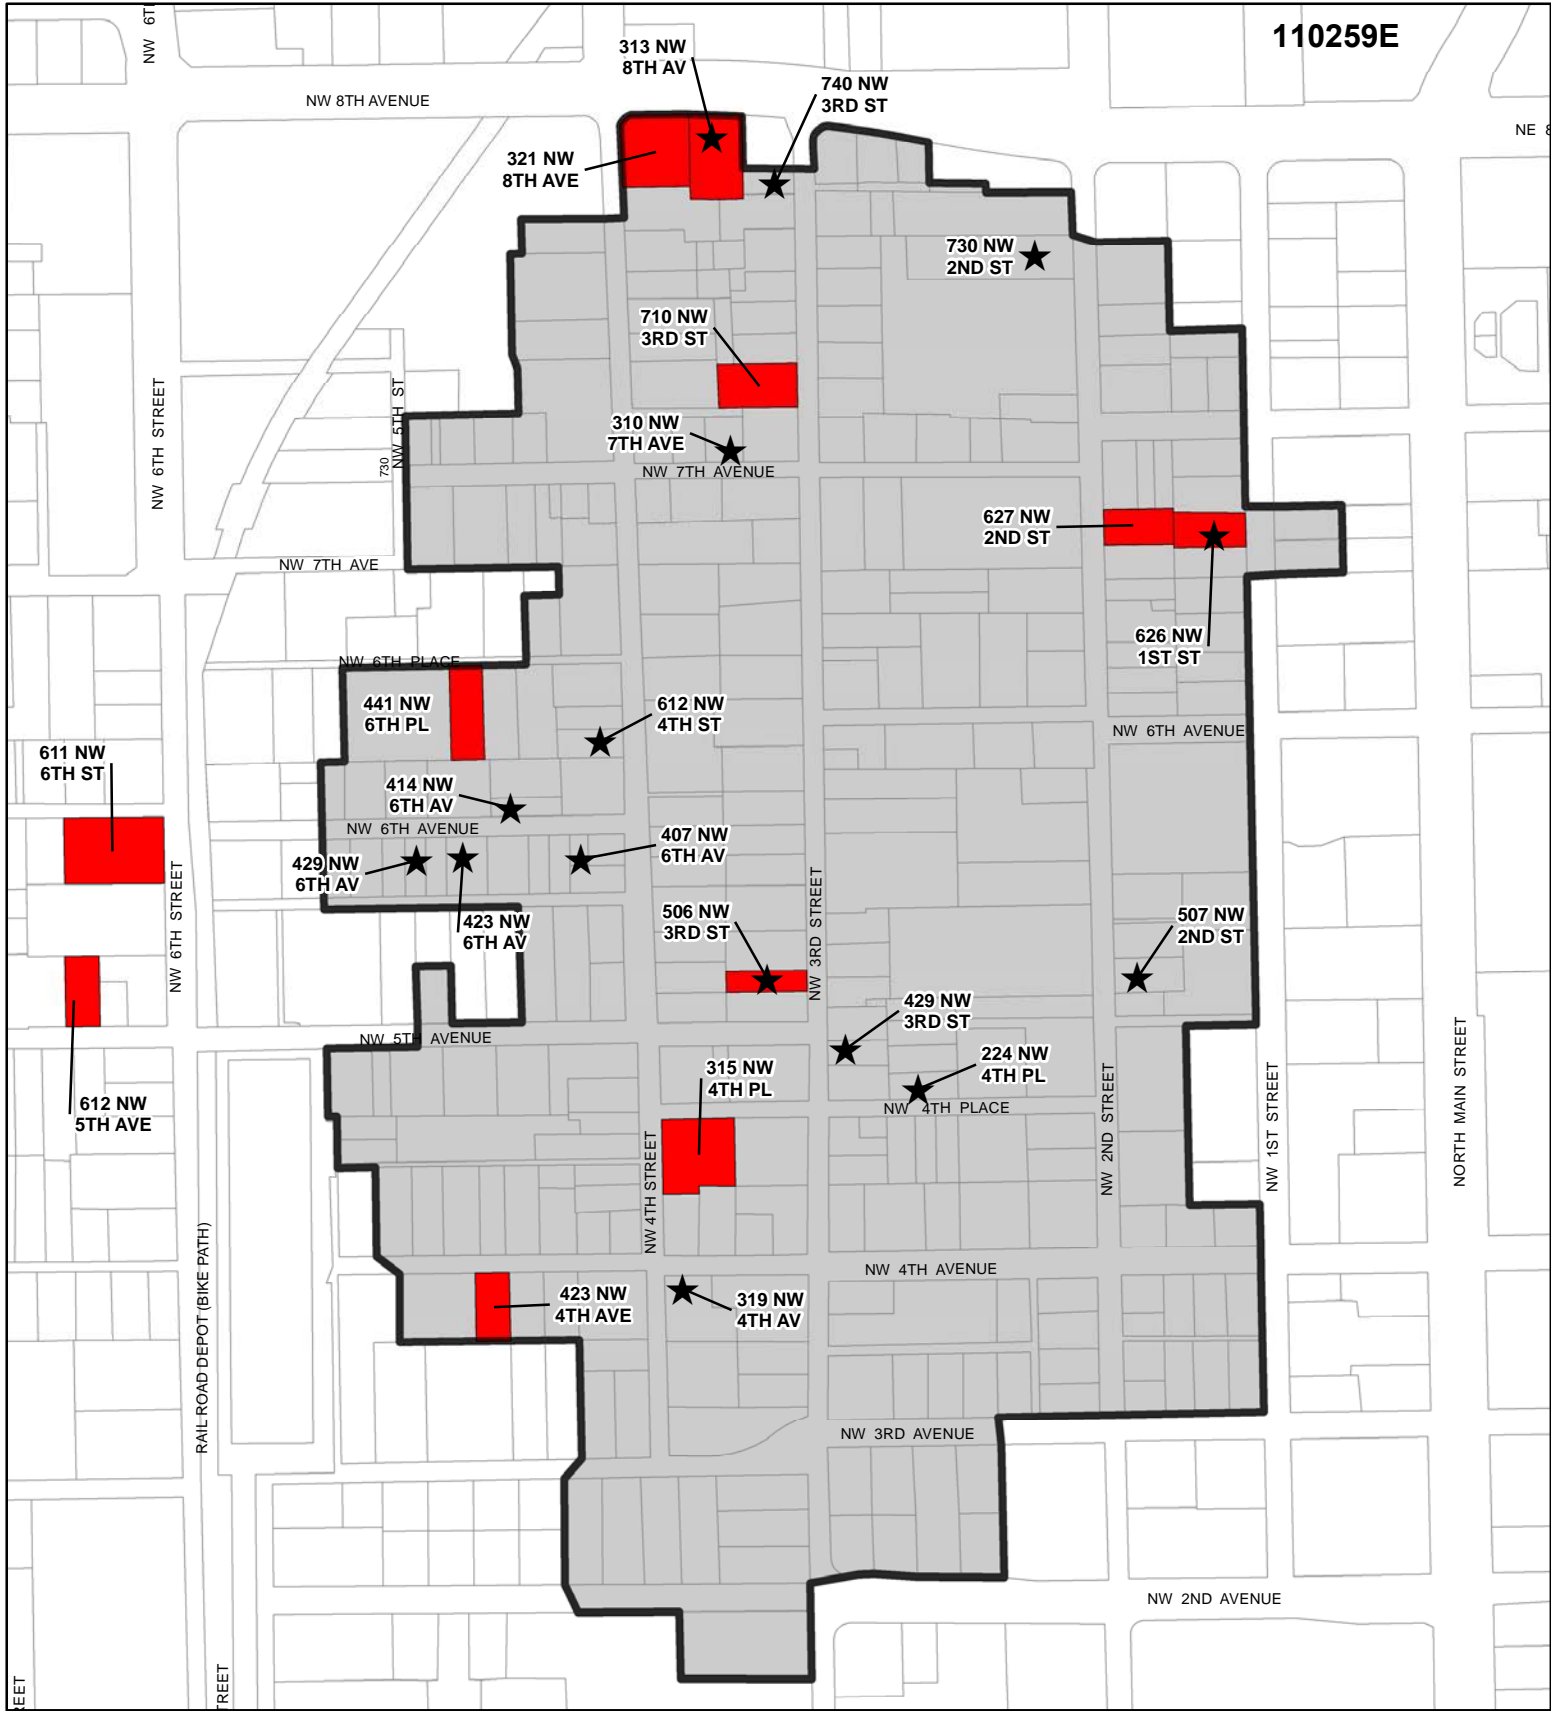 110259E
NW 6T
313 NW
8TH AV
740 NW
3RD ST
NW 8TH AVENUE
NE 8
321 NW
8TH AVE
730 NW
2ND ST
710 NW
3RD ST
NW 6TH STREET
NW 5TH ST
730
310 NW
7TH AVE
NW 7TH AVENUE
627 NW
2ND ST
NW 7TH AVE
626 NW
1ST ST
NW 6TH PLACE
441 NW
6TH PL
612 NW
4TH ST
NW 6TH AVENUE
611 NW
6TH ST
414 NW
6TH AV
NW 6TH AVENUE
407 NW
6TH AV
429 NW
6TH AV
423 NW
6TH AV
NW 6TH STREET
506 NW
3RD ST
NW 3RD STREET
507 NW
2ND ST
429 NW
3RD ST
NW 5TH AVENUE
224 NW
4TH PL
315 NW
4TH PL
NW 4TH PLACE
612 NW
5TH AVE
NW 4TH STREET
NW 2ND STREET
NW 1ST STREET
NORTH MAIN STREET
RAIL ROAD DEPOT (BIKE PATH)
NW 4TH AVENUE
423 NW
4TH AVE
319 NW
4TH AV
NW 3RD AVENUE
NW 2ND AVENUE
REET
TREET